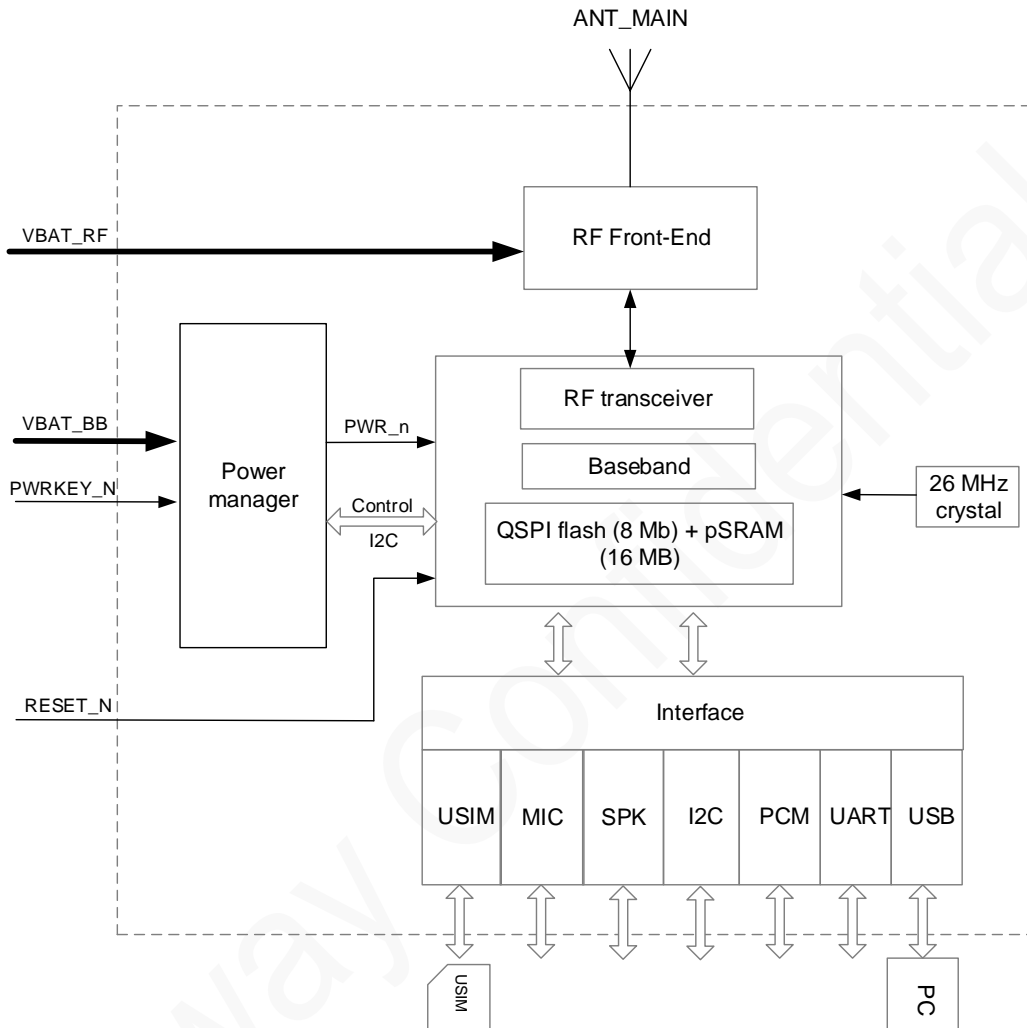 ANT_MAIN
VBAT_RF
RF Front-End
VBAT_BB
PWRKEY_N
Power
manager
PWR_n
Control
I2C
RF transceiver
Baseband
QSPI flash (8 Mb) + pSRAM
(16 MB)
26 MHz
crystal
RESET_N
Interface
USIM
MIC
SPK
I2C
PCM
UART
USB
USIM
PC
Confidential